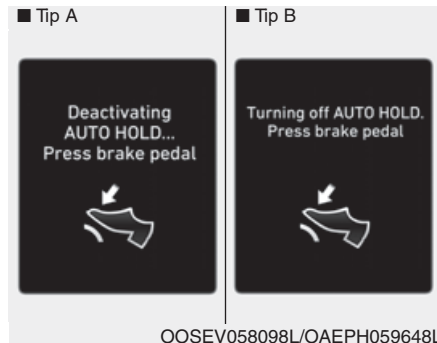 ■ Tip A
Deactivating
AUTO HOLD...
Press brake pedal
■ Tip B
Turning off AUTO HOLD.
Press brake pedal
OOSEV058098L/OAEPH059648L